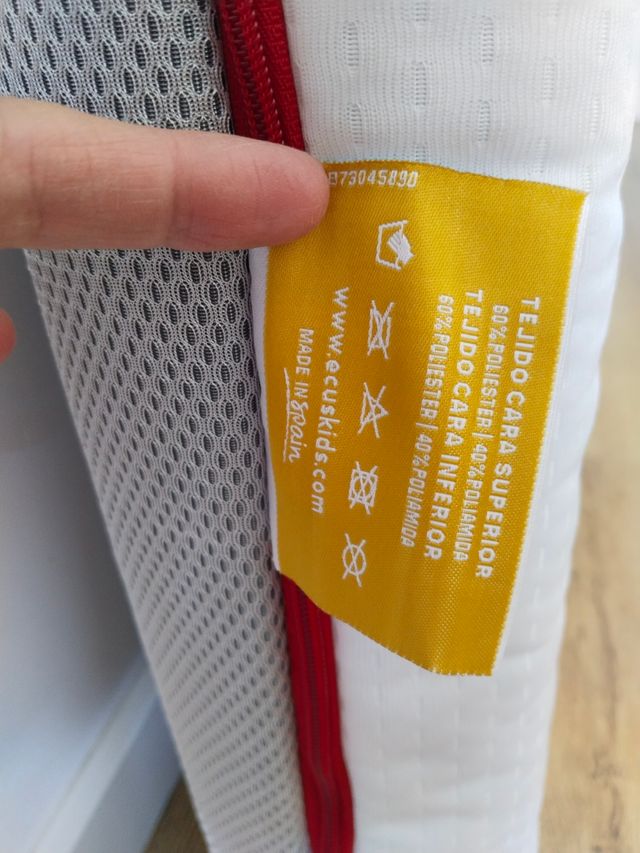 B73045890
TEJIDO CARA SUPERIOR
60% POLIESTER | 40% POLIAMIDA
TEJIDO CARA INFERIOR
60% POLIESTER | 40% POLIAMIDA
www.ecuskids.com
MADE IN Spain